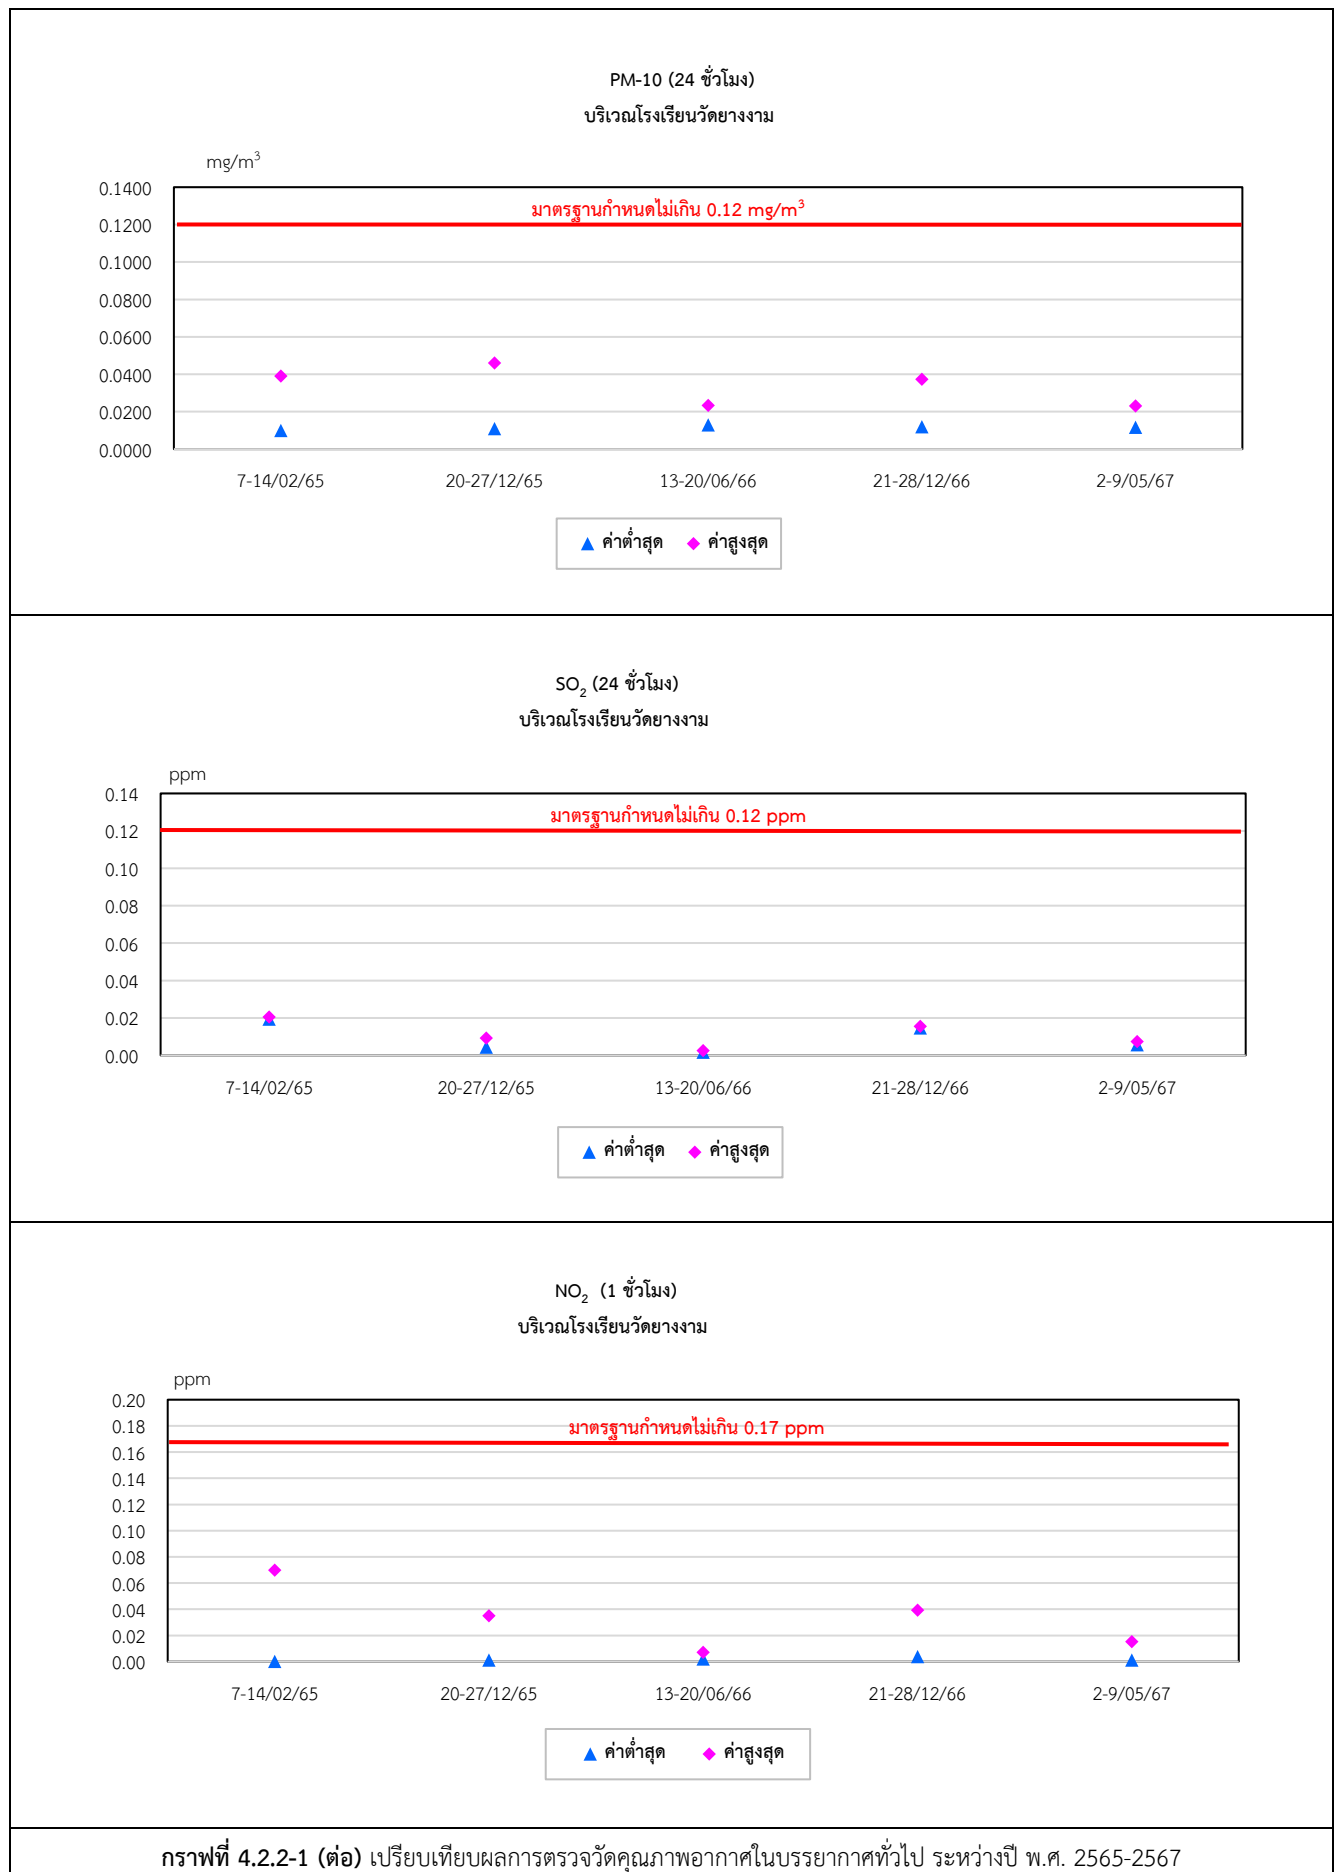 PM-10 (24 ชั่วโมง)
บริเวณโรงเรียนวัดยางงาม
mg/m³
มาตรฐานกำหนดไม่เกิน 0.12 mg/m³
0.1400
0.1200
0.1000
0.0800
0.0600
0.0400
0.0200
0.0000
7-14/02/65 20-27/12/65 13-20/06/66 21-28/12/66 2-9/05/67
ค่าต่ำสุด ค่าสูงสุด
SO₂ (24 ชั่วโมง)
บริเวณโรงเรียนวัดยางงาม
ppm
มาตรฐานกำหนดไม่เกิน 0.12 ppm
0.14
0.12
0.10
0.08
0.06
0.04
0.02
0.00
7-14/02/65 20-27/12/65 13-20/06/66 21-28/12/66 2-9/05/67
ค่าต่ำสุด ค่าสูงสุด
NO₂ (1 ชั่วโมง)
บริเวณโรงเรียนวัดยางงาม
ppm
มาตรฐานกำหนดไม่เกิน 0.17 ppm
0.20
0.18
0.16
0.14
0.12
0.10
0.08
0.06
0.04
0.02
0.00
7-14/02/65 20-27/12/65 13-20/06/66 21-28/12/66 2-9/05/67
ค่าต่ำสุด ค่าสูงสุด
กราฟที่ 4.2.2-1 (ต่อ) เปรียบเทียบผลการตรวจวัดคุณภาพอากาศในบรรยากาศทั่วไป ระหว่างปี พ.ศ. 2565-2567